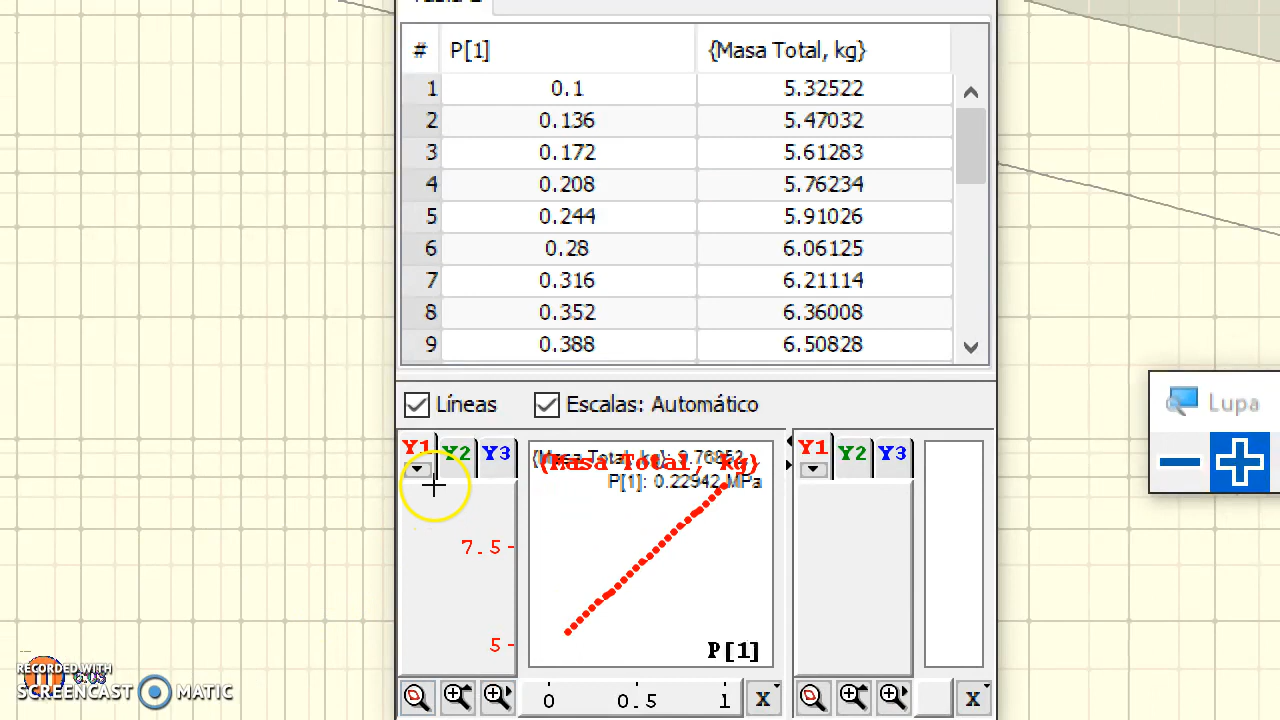 # P[1] {Masa Total, kg}
1 0.1 5.32522
2 0.136 5.47032
3 0.172 5.61283
4 0.208 5.76234
5 0.244 5.91026
6 0.28 6.06125
7 0.316 6.21114
8 0.352 6.36008
9 0.388 6.50828
Líneas Escalas: Automático
Y1 Y2 Y3
{Masa Total, kg}
P[1]: 0.22942 MPa
7.5
5
P[1]
0 0.5 1 X
Y1 Y2 Y3
X
Lupa
RECORDED WITH
SCREENCAST MATIC
6:03